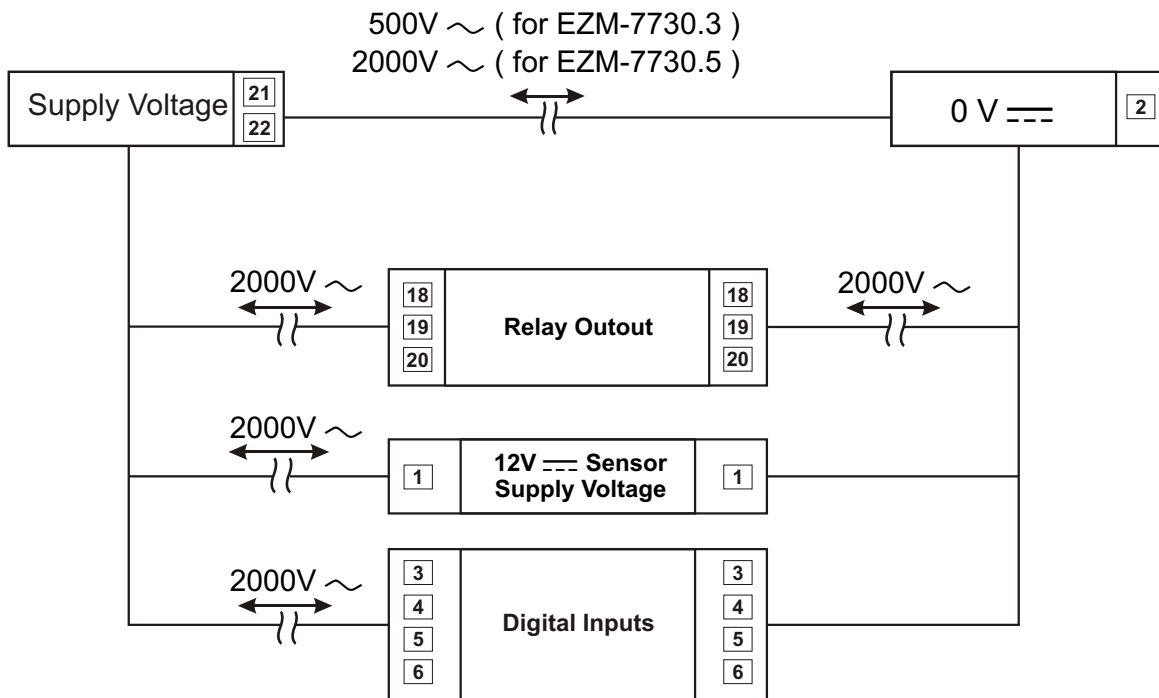 500V ～ ( for EZM-7730.3 )
2000V ～ ( for EZM-7730.5 )
Supply Voltage
21
22
0 V ⎓
2
2000V ～
18
19
20
Relay Outout
18
19
20
2000V ～
2000V ～
1
12V ⎓ Sensor
Supply Voltage
1
2000V ～
3
4
5
6
Digital Inputs
3
4
5
6